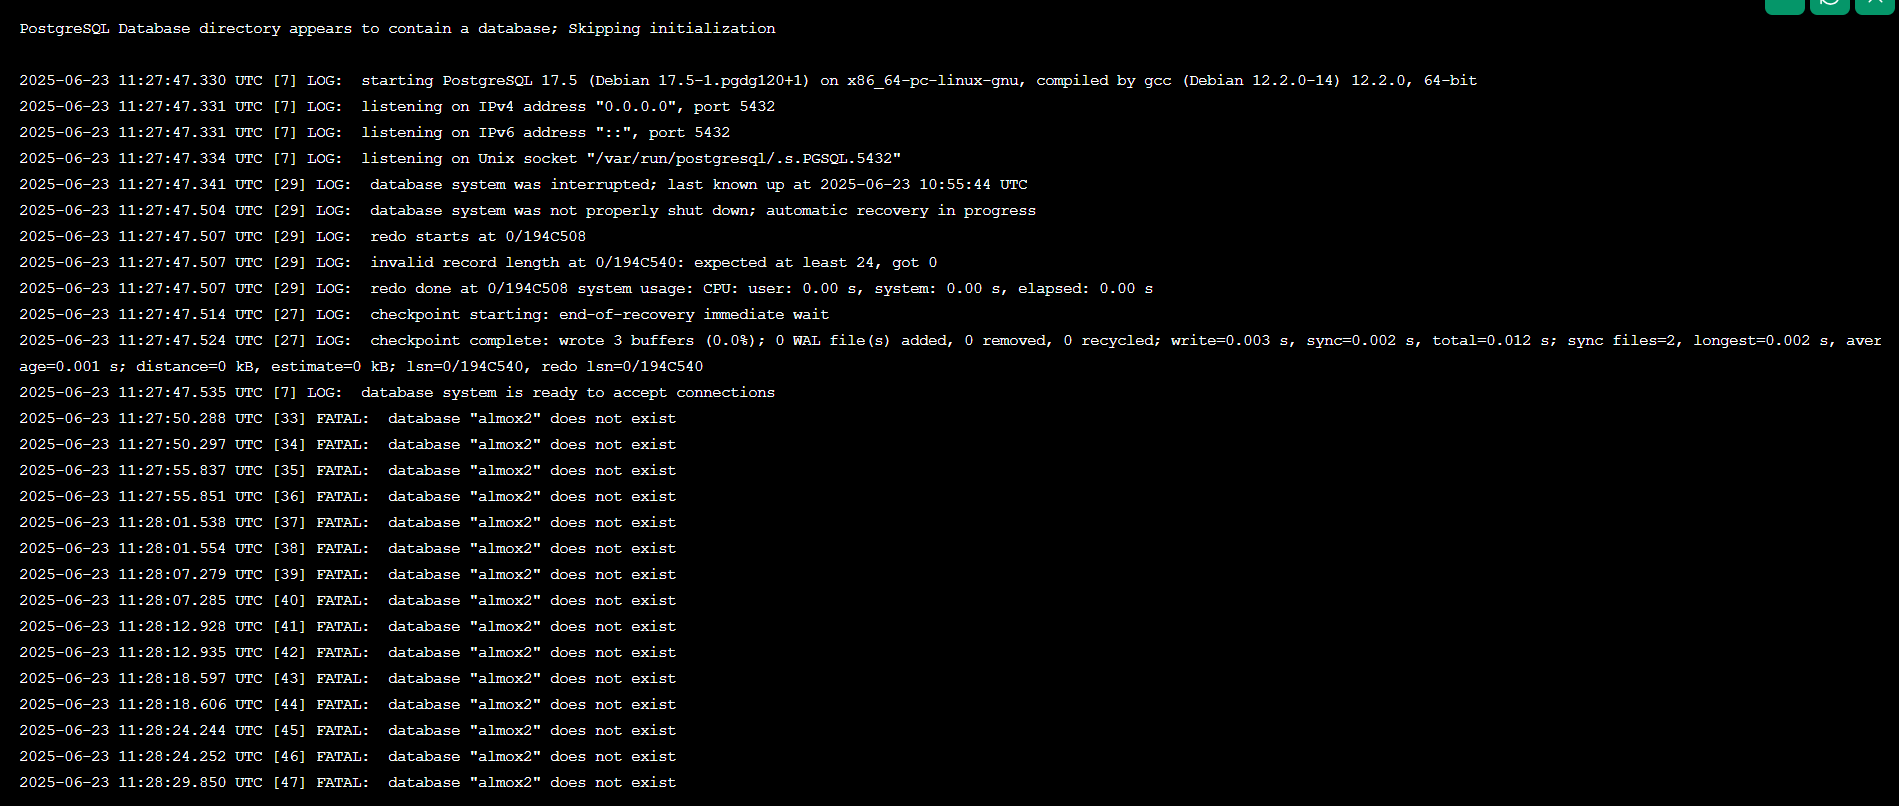 PostgreSQL Database directory appears to contain a database; Skipping initialization
2025-06-23 11:27:47.330 UTC [7] LOG:  starting PostgreSQL 17.5 (Debian 17.5-1.pgdg120+1) on x86_64-pc-linux-gnu, compiled by gcc (Debian 12.2.0-14) 12.2.0, 64-bit
2025-06-23 11:27:47.331 UTC [7] LOG:  listening on IPv4 address "0.0.0.0", port 5432
2025-06-23 11:27:47.331 UTC [7] LOG:  listening on IPv6 address "::", port 5432
2025-06-23 11:27:47.334 UTC [7] LOG:  listening on Unix socket "/var/run/postgresql/.s.PGSQL.5432"
2025-06-23 11:27:47.341 UTC [29] LOG:  database system was interrupted; last known up at 2025-06-23 10:55:44 UTC
2025-06-23 11:27:47.504 UTC [29] LOG:  database system was not properly shut down; automatic recovery in progress
2025-06-23 11:27:47.507 UTC [29] LOG:  redo starts at 0/194C508
2025-06-23 11:27:47.507 UTC [29] LOG:  invalid record length at 0/194C540: expected at least 24, got 0
2025-06-23 11:27:47.507 UTC [29] LOG:  redo done at 0/194C508 system usage: CPU: user: 0.00 s, system: 0.00 s, elapsed: 0.00 s
2025-06-23 11:27:47.514 UTC [27] LOG:  checkpoint starting: end-of-recovery immediate wait
2025-06-23 11:27:47.524 UTC [27] LOG:  checkpoint complete: wrote 3 buffers (0.0%); 0 WAL file(s) added, 0 removed, 0 recycled; write=0.003 s, sync=0.002 s, total=0.012 s; sync files=2, longest=0.002 s, aver
age=0.001 s; distance=0 kB, estimate=0 kB; lsn=0/194C540, redo lsn=0/194C540
2025-06-23 11:27:47.535 UTC [7] LOG:  database system is ready to accept connections
2025-06-23 11:27:50.288 UTC [33] FATAL:  database "almox2" does not exist
2025-06-23 11:27:50.297 UTC [34] FATAL:  database "almox2" does not exist
2025-06-23 11:27:55.837 UTC [35] FATAL:  database "almox2" does not exist
2025-06-23 11:27:55.851 UTC [36] FATAL:  database "almox2" does not exist
2025-06-23 11:28:01.538 UTC [37] FATAL:  database "almox2" does not exist
2025-06-23 11:28:01.554 UTC [38] FATAL:  database "almox2" does not exist
2025-06-23 11:28:07.279 UTC [39] FATAL:  database "almox2" does not exist
2025-06-23 11:28:07.285 UTC [40] FATAL:  database "almox2" does not exist
2025-06-23 11:28:12.928 UTC [41] FATAL:  database "almox2" does not exist
2025-06-23 11:28:12.935 UTC [42] FATAL:  database "almox2" does not exist
2025-06-23 11:28:18.597 UTC [43] FATAL:  database "almox2" does not exist
2025-06-23 11:28:18.606 UTC [44] FATAL:  database "almox2" does not exist
2025-06-23 11:28:24.244 UTC [45] FATAL:  database "almox2" does not exist
2025-06-23 11:28:24.252 UTC [46] FATAL:  database "almox2" does not exist
2025-06-23 11:28:29.850 UTC [47] FATAL:  database "almox2" does not exist